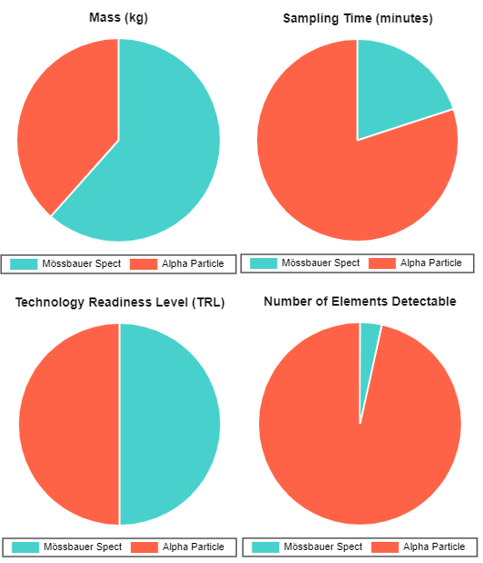 Mass (kg)
Sampling Time (minutes)
Mössbauer Spect Alpha Particle
Mössbauer Spect Alpha Particle
Technology Readiness Level (TRL)
Number of Elements Detectable
Mössbauer Spect Alpha Particle
Mössbauer Spect Alpha Particle